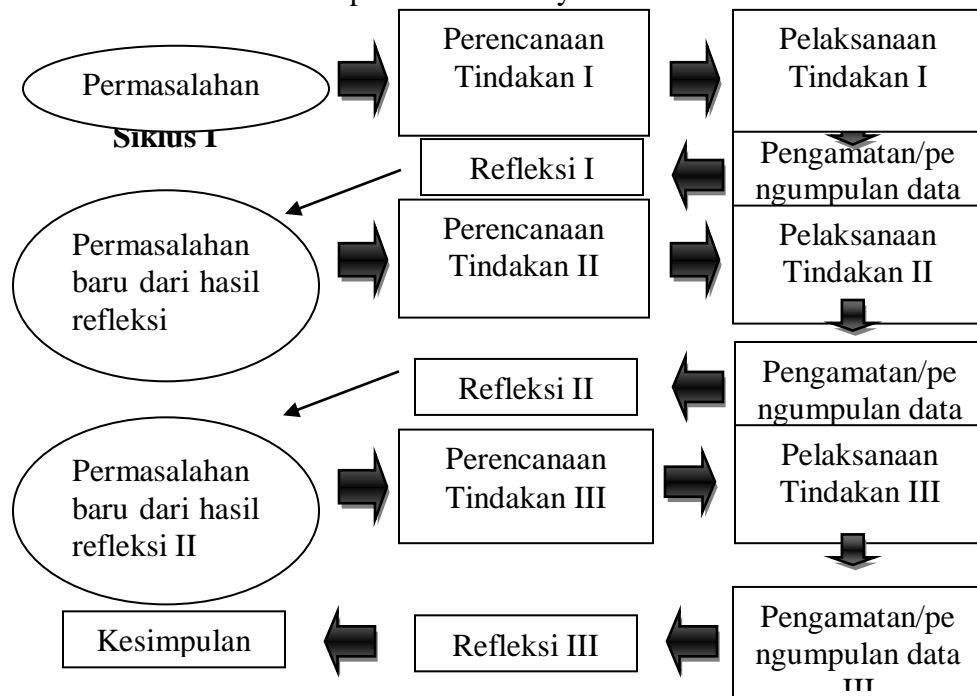 Permasalahan
Siklus I
Perencanaan
Tindakan I
Pelaksanaan
Tindakan I
Refleksi I
Pengamatan/pe
ngumpulan data
Permasalahan
baru dari hasil
refleksi
Perencanaan
Tindakan II
Pelaksanaan
Tindakan II
Refleksi II
Pengamatan/pe
ngumpulan data
Permasalahan
baru dari hasil
refleksi II
Perencanaan
Tindakan III
Pelaksanaan
Tindakan III
Kesimpulan
Refleksi III
Pengamatan/pe
ngumpulan data
III